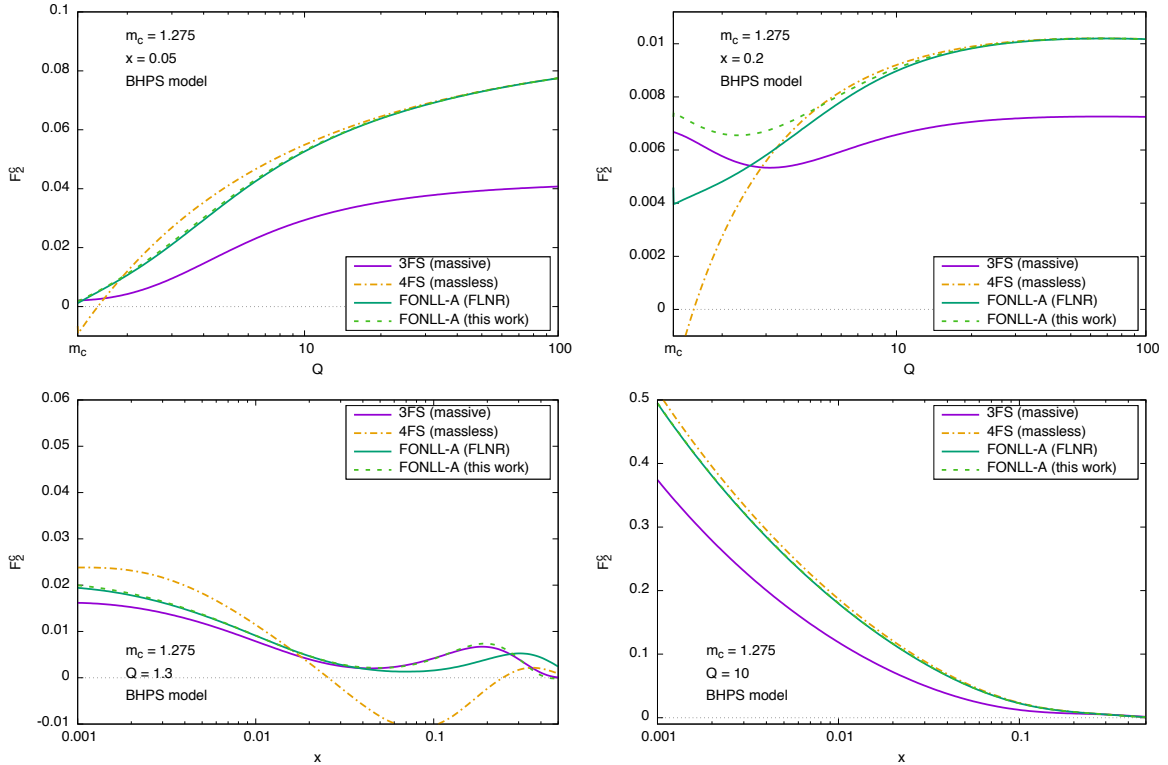 0.1
0.08
0.06
0.04
0.02
0
F₂ᶜ
m_c = 1.275
x = 0.05
BHPS model
3FS (massive)
4FS (massless)
FONLL-A (FLNR)
FONLL-A (this work)
m_c 10 100
Q
0.01
0.008
0.006
0.004
0.002
0
F₂ᶜ
m_c = 1.275
x = 0.2
BHPS model
3FS (massive)
4FS (massless)
FONLL-A (FLNR)
FONLL-A (this work)
m_c 10 100
Q
0.06
0.05
0.04
0.03
0.02
0.01
0
-0.01
F₂ᶜ
3FS (massive)
4FS (massless)
FONLL-A (FLNR)
FONLL-A (this work)
m_c = 1.275
Q = 1.3
BHPS model
0.001 0.01 0.1
x
0.5
0.4
0.3
0.2
0.1
0
F₂ᶜ
3FS (massive)
4FS (massless)
FONLL-A (FLNR)
FONLL-A (this work)
m_c = 1.275
Q = 10
BHPS model
0.001 0.01 0.1
x